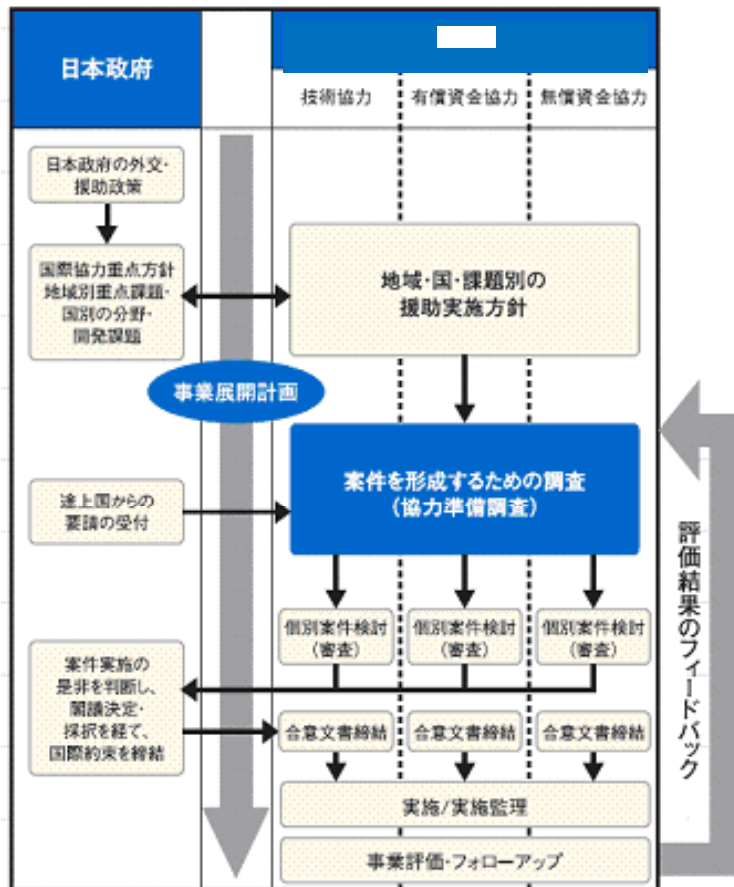 日本政府
技術協力
有償資金協力
無償資金協力
日本政府の外交・
援助政策
国際協力重点方針
地域別重点課題・
国別の分野・
開発課題
地域・国・課題別の
援助実施方針
事業展開計画
途上国からの
要請の受付
案件を形成するための調査
(協力準備調査)
個別案件検討
(審査)
個別案件検討
(審査)
個別案件検討
(審査)
案件実施の
是非を判断し、
閣議決定・
採択を経て、
国際約束を締結
合意文書締結
合意文書締結
合意文書締結
実施/実施監理
事業評価・フォローアップ
評価結果のフィードバック